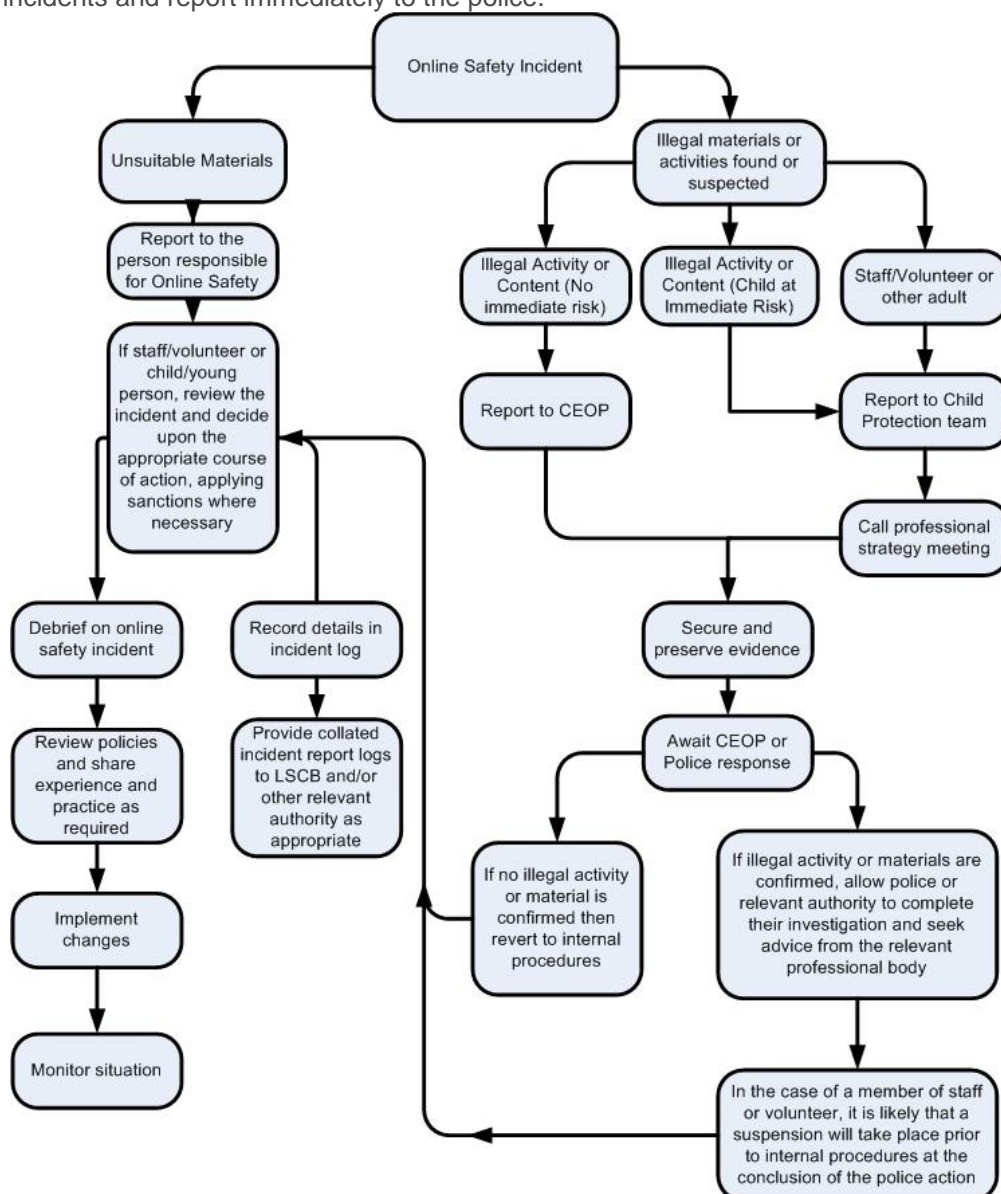 incidents and report immediately to the police.
Online Safety Incident
Unsuitable Materials
Illegal materials or
activities found or
suspected
Report to the
person responsible
for Online Safety
Illegal Activity or
Content (No
immediate risk)
Illegal Activity or
Content (Child at
Immediate Risk)
Staff/Volunteer or
other adult
If staff/volunteer or
child/young
person, review the
incident and decide
upon the
appropriate course
of action, applying
sanctions where
necessary
Report to CEOP
Report to Child
Protection team
Call professional
strategy meeting
Debrief on online
safety incident
Record details in
incident log
Secure and
preserve evidence
Review policies
and share
experience and
practice as
required
Provide collated
incident report logs
to LSCB and/or
other relevant
authority as
appropriate
Await CEOP or
Police response
If no illegal activity
or material is
confirmed then
revert to internal
procedures
If illegal activity or materials are
confirmed, allow police or
relevant authority to complete
their investigation and seek
advice from the relevant
professional body
Implement
changes
Monitor situation
In the case of a member of staff
or volunteer, it is likely that a
suspension will take place prior
to internal procedures at the
conclusion of the police action